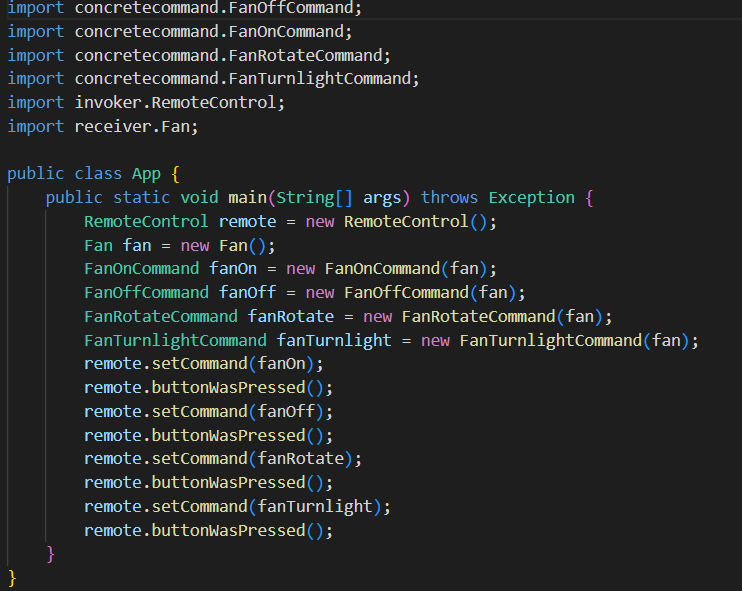 import concretecommand.FanOffCommand;
import concretecommand.FanOnCommand;
import concretecommand.FanRotateCommand;
import concretecommand.FanTurnlightCommand;
import invoker.RemoteControl;
import receiver.Fan;

public class App {
    public static void main(String[] args) throws Exception {
        RemoteControl remote = new RemoteControl();
        Fan fan = new Fan();
        FanOnCommand fanOn = new FanOnCommand(fan);
        FanOffCommand fanOff = new FanOffCommand(fan);
        FanRotateCommand fanRotate = new FanRotateCommand(fan);
        FanTurnlightCommand fanTurnlight = new FanTurnlightCommand(fan);
        remote.setCommand(fanOn);
        remote.buttonWasPressed();
        remote.setCommand(fanOff);
        remote.buttonWasPressed();
        remote.setCommand(fanRotate);
        remote.buttonWasPressed();
        remote.setCommand(fanTurnlight);
        remote.buttonWasPressed();
    }
}